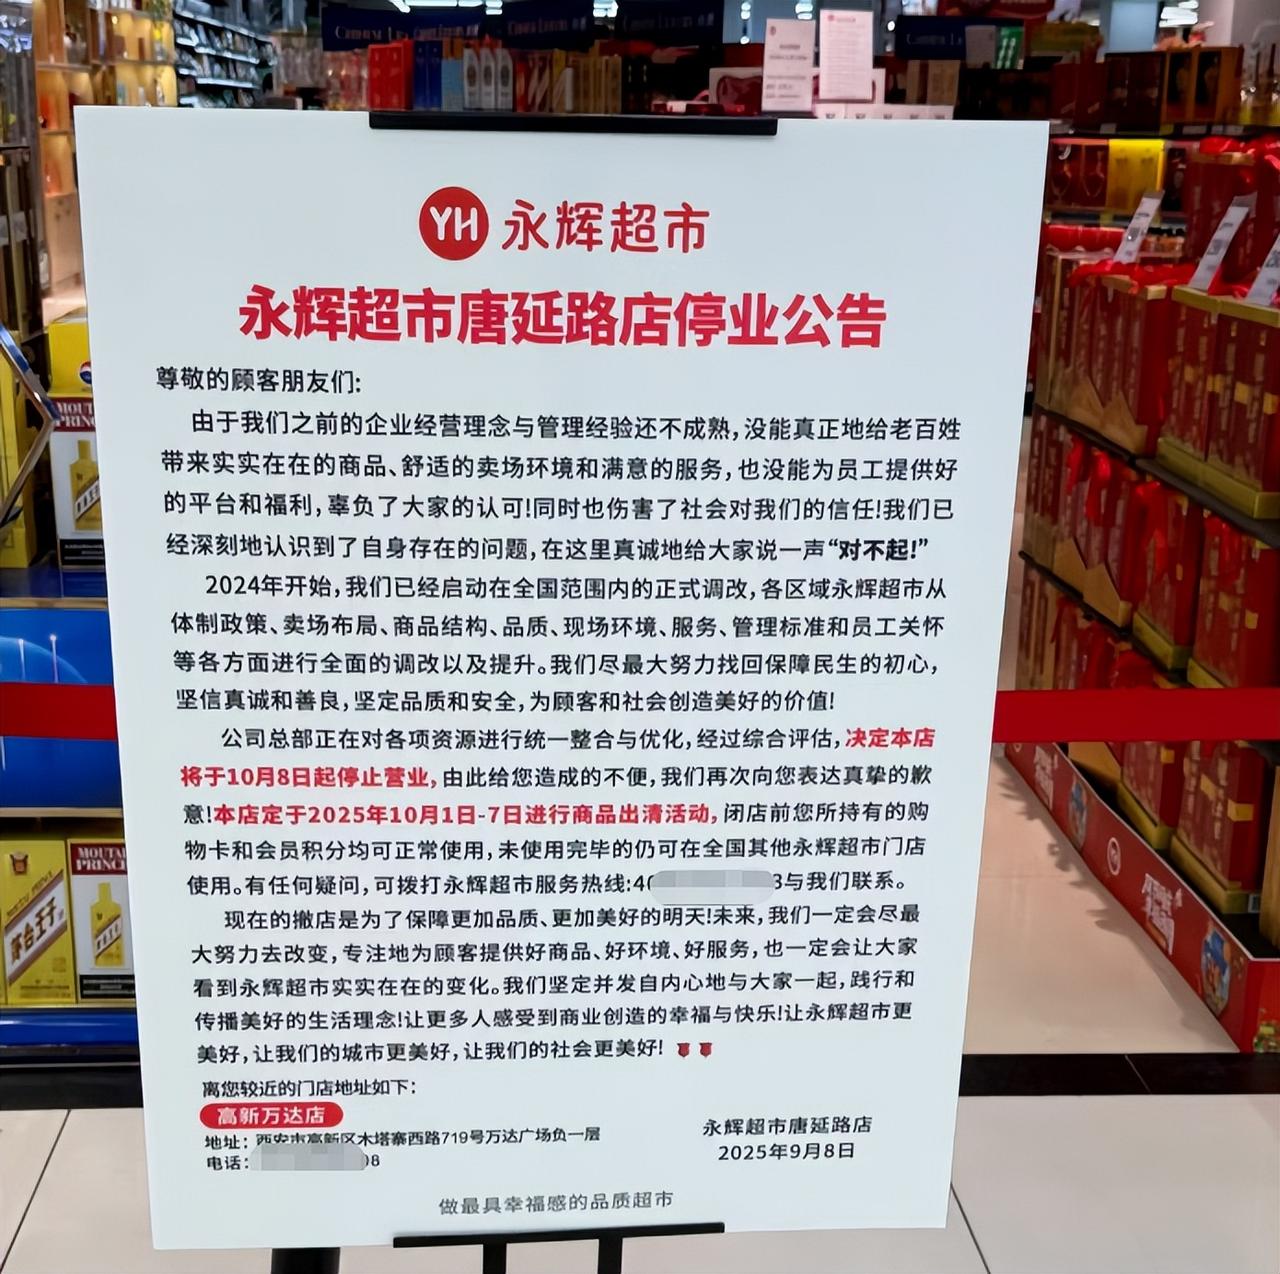 YH 永辉超市
永辉超市唐延路店停业公告
尊敬的顾客朋友们:
由于我们之前的企业经营理念与管理经验还不成熟,没能真正地给老百姓
带来实实在在的商品、舒适的卖场环境和满意的服务,也没能为员工提供好
的平台和福利,辜负了大家的认可!同时也伤害了社会对我们的信任!我们已
经深刻地认识到了自身存在的问题,在这里真诚地给大家说一声“对不起!”
2024年开始,我们已经启动在全国范围内的正式调改,各区域永辉超市从
体制政策、卖场布局、商品结构、品质、现场环境、服务、管理标准和员工关怀
等各方面进行全面的调改以及提升。我们尽最大努力找回保障民生的初心,
坚信真诚和善良,坚定品质和安全,为顾客和社会创造美好的价值!
公司总部正在对各项资源进行统一整合与优化,经过综合评估,决定本店
将于10月8日起停止营业,由此给您造成的不便,我们再次向您表达真挚的歉
意!本店定于2025年10月1日-7日进行商品出清活动,闭店前您所持有的购
物卡和会员积分均可正常使用,未使用完毕的仍可在全国其他永辉超市门店
使用。有任何疑问,可拨打永辉超市服务热线:40 3与我们联系。
现在的撤店是为了保障更加品质、更加美好的明天!未来,我们一定会尽最
大努力去改变,专注地为顾客提供好商品、好环境、好服务,也一定会让大家
看到永辉超市实实在在的变化。我们坚定并发自内心地与大家一起,践行和
传播美好的生活理念!让更多人感受到商业创造的幸福与快乐!让永辉超市更
美好,让我们的城市更美好,让我们的社会更美好!
离您较近的门店地址如下:
高新万达店
地址: 西安市高新区木塔寨西路719号万达广场负一层
电话: 08
永辉超市唐延路店
2025年9月8日
做最具幸福感的品质超市
MOUTAI
PRINCE
茅台王子